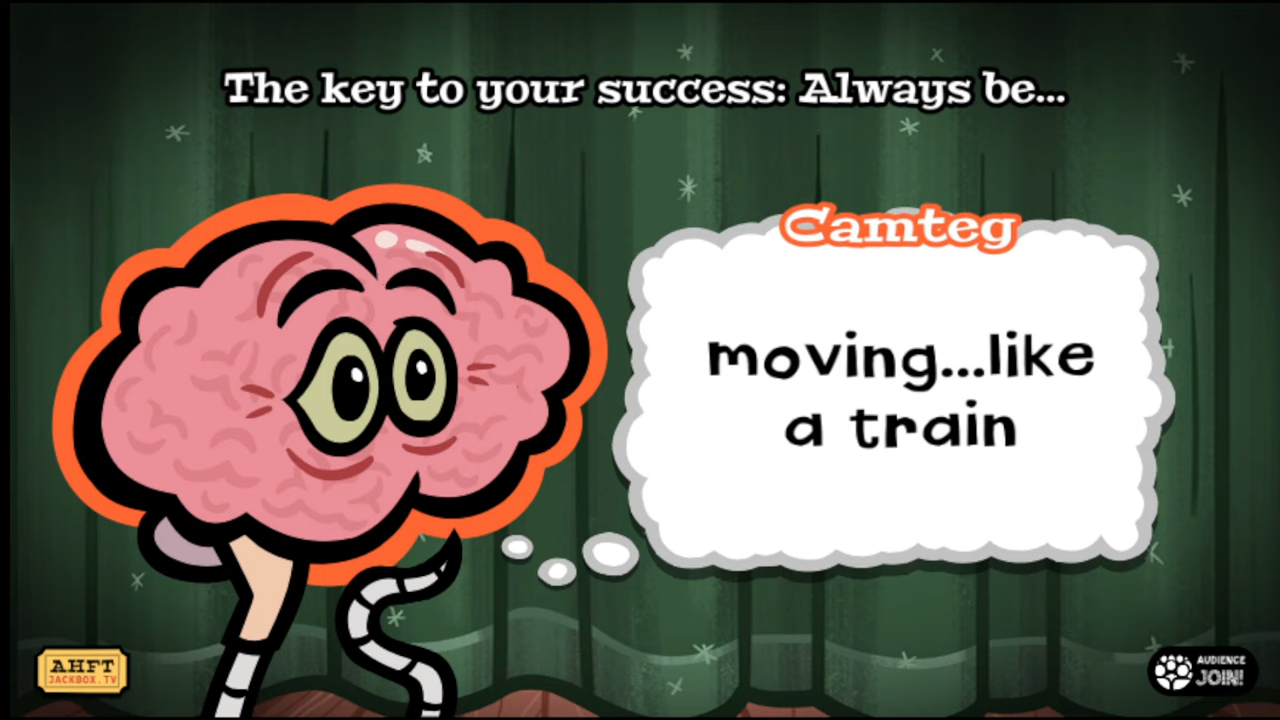 The key to your success: Always be...
Camteg
moving...like
a train
AHFT
JACKBOX.TV
AUDIENCE
JOIN!